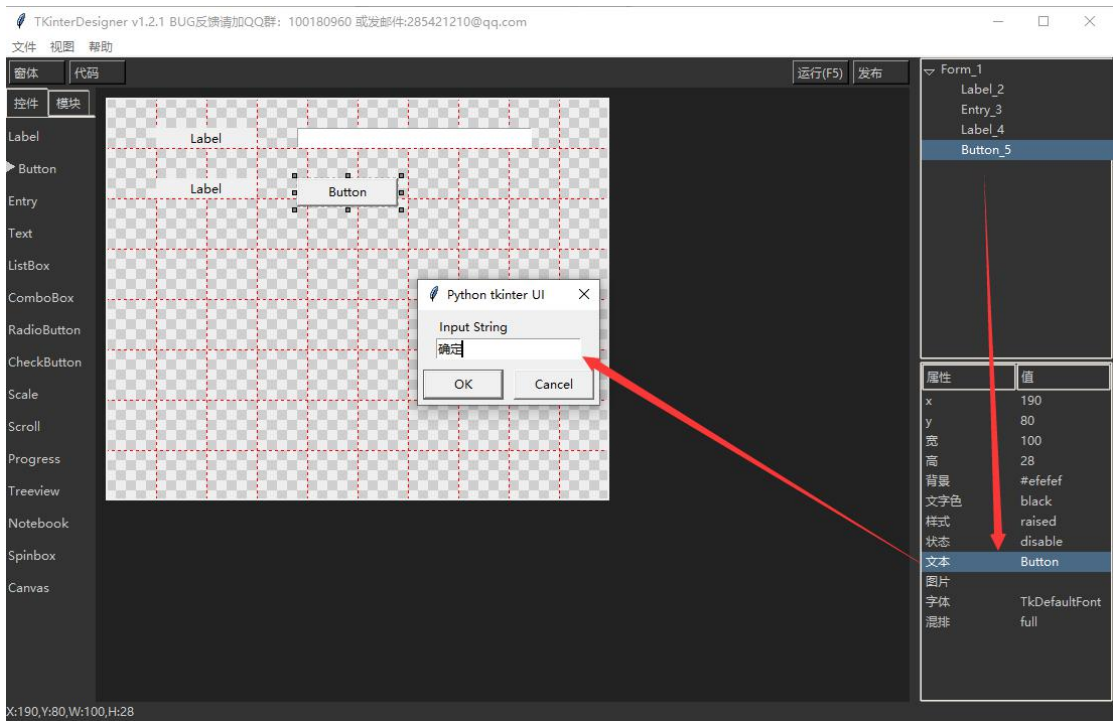 TKinterDesigner v1.2.1 BUG反馈请加QQ群：100180960 或发邮件:285421210@qq.com
文件 视图 帮助
窗体 代码 运行(F5) 发布
控件 模块
Label
Button
Entry
Text
ListBox
ComboBox
RadioButton
CheckButton
Scale
Scroll
Progress
Treeview
Notebook
Spinbox
Canvas
Label
Label Button
Python tkinter UI
Input String
确定
OK Cancel
Form_1
Label_2
Entry_3
Label_4
Button_5
属性 值
x 190
y 80
宽 100
高 28
背景 #efefef
文字色 black
样式 raised
状态 disable
文本 Button
图片
字体 TkDefaultFont
混排 full
X:190,Y:80,W:100,H:28